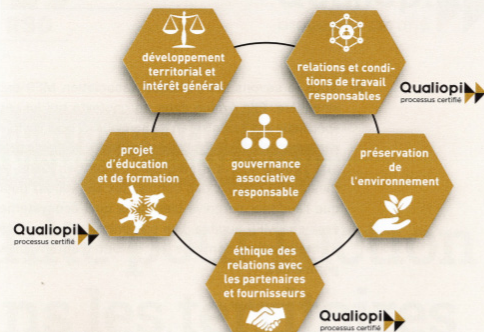 développement
territorial et
intérêt général
relations et condi-
tions de travail
responsables
Qualiopi
processus certifié
projet
d'éducation
et de formation
gouvernance
associative
responsable
préservation
de
l'environnement
Qualiopi
processus certifié
éthique des
relations avec
les partenaires
et fournisseurs
Qualiopi
processus certifié